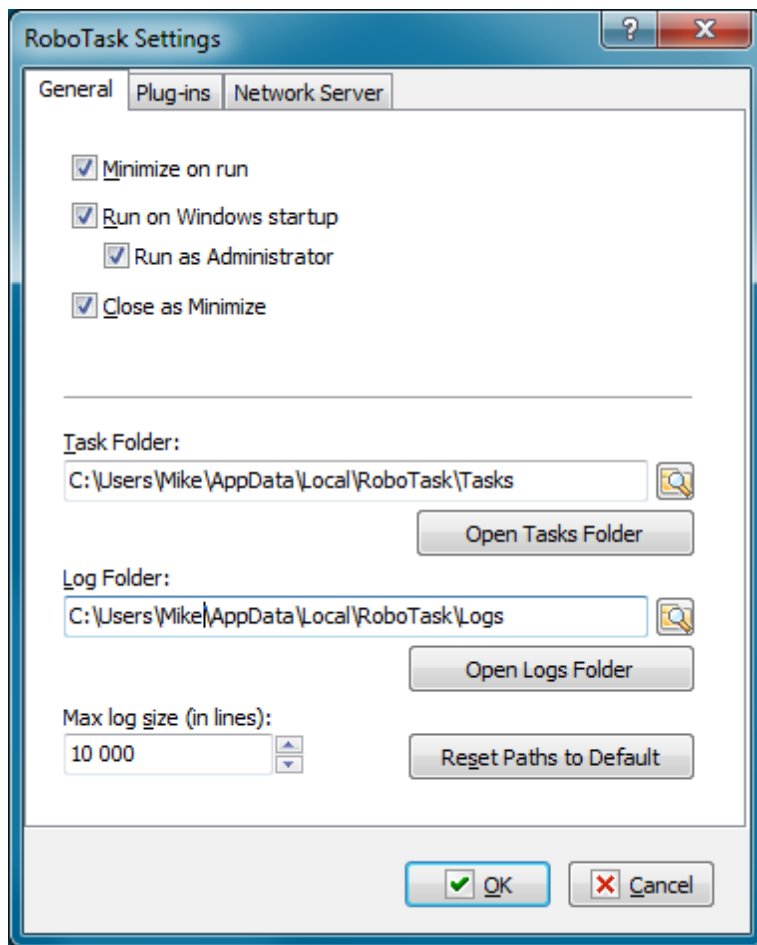 RoboTask Settings
General Plug-ins Network Server
Minimize on run
Run on Windows startup
Run as Administrator
Close as Minimize
Task Folder:
C:\Users\Mike\AppData\Local\RoboTask\Tasks
Open Tasks Folder
Log Folder:
C:\Users\Mike\AppData\Local\RoboTask\Logs
Open Logs Folder
Max log size (in lines):
10 000
Reset Paths to Default
OK Cancel